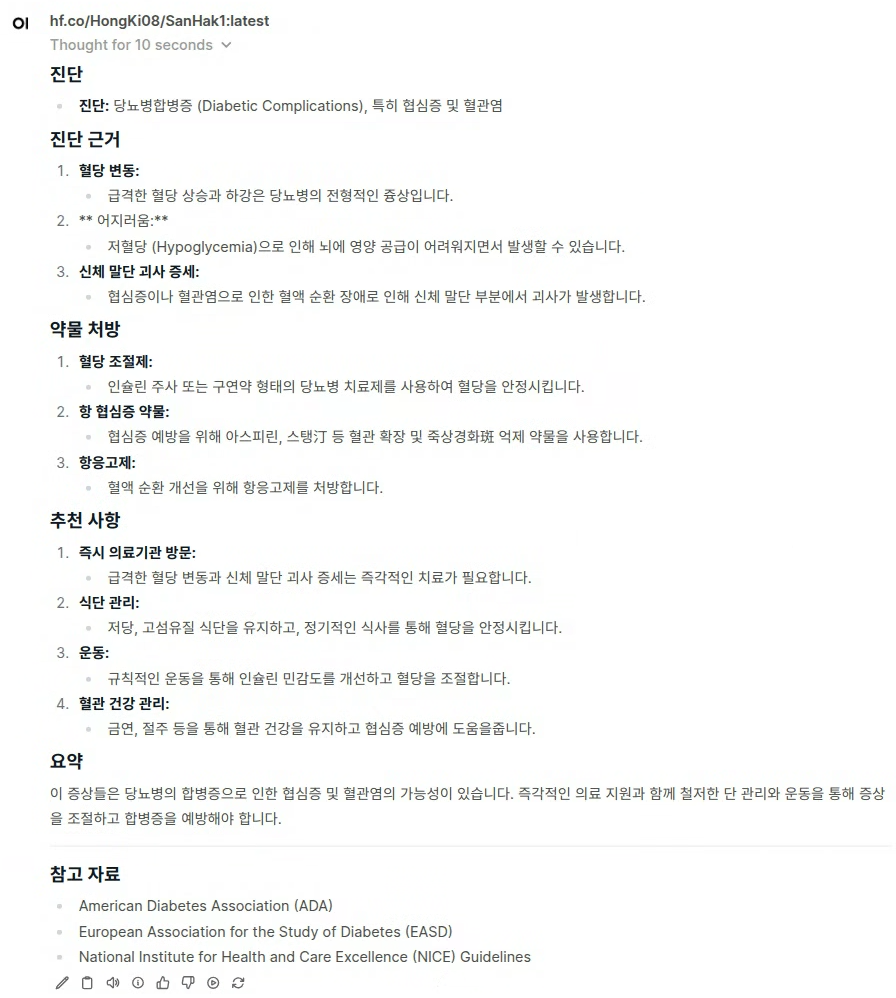 OI
hf.co/HongKi08/SanHak1:latest
Thought for 10 seconds
진단
진단: 당뇨병합병증 (Diabetic Complications), 특히 협심증 및 혈관염
진단 근거
1. 혈당 변동:
급격한 혈당 상승과 하강은 당뇨병의 전형적인 즁상입니다.
2. ** 어지러움:**
저혈당 (Hypoglycemia)으로 인해 뇌에 영양 공급이 어려워지면서 발생할 수 있습니다.
3. 신체 말단 괴사 증세:
협심증이나 혈관염으로 인한 혈액 순환 장애로 인해 신체 말단 부분에서 괴사가 발생합니다.
약물 처방
1. 혈당 조절제:
인슐린 주사 또는 구연약 형태의 당뇨병 치료제를 사용하여 혈당을 안정시킵니다.
2. 항 협심증 약물:
협심증 예방을 위해 아스피린, 스탱汀 등 혈관 확장 및 죽상경화斑 억제 약물을 사용합니다.
3. 항응고제:
혈액 순환 개선을 위해 항응고제를 처방합니다.
추천 사항
1. 즉시 의료기관 방문:
급격한 혈당 변동과 신체 말단 괴사 증세는 즉각적인 치료가 필요합니다.
2. 식단 관리:
저당, 고섬유질 식단을 유지하고, 정기적인 식사를 통해 혈당을 안정시킵니다.
3. 운동:
규칙적인 운동을 통해 인슐린 민감도를 개선하고 혈당을 조절합니다.
4. 혈관 건강 관리:
금연, 절주 등을 통해 혈관 건강을 유지하고 협심증 예방에 도움을줍니다.
요약
이 증상들은 당뇨병의 합병증으로 인한 협심증 및 혈관염의 가능성이 있습니다. 즉각적인 의료 지원과 함께 철저한 단 관리와 운동을 통해 증상
을 조절하고 합병증을 예방해야 합니다.
참고 자료
American Diabetes Association (ADA)
European Association for the Study of Diabetes (EASD)
National Institute for Health and Care Excellence (NICE) Guidelines